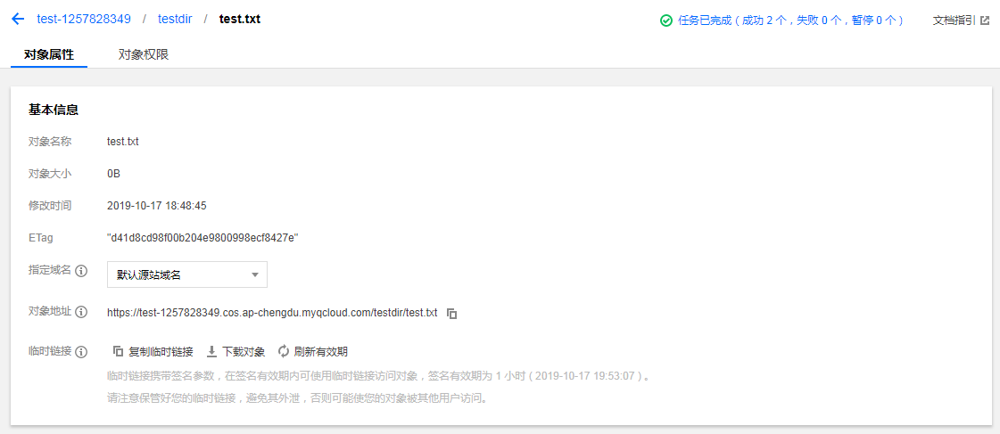 test-1257828349 / testdir / test.txt 任务已完成（成功 2 个，失败 0 个，暂停 0 个） 文档指引
对象属性 对象权限
基本信息
对象名称 test.txt
对象大小 0B
修改时间 2019-10-17 18:48:45
ETag "d41d8cd98f00b204e9800998ecf8427e"
指定域名 默认源站域名
对象地址 https://test-1257828349.cos.ap-chengdu.myqcloud.com/testdir/test.txt
临时链接 复制临时链接 下载对象 刷新有效期
临时链接携带签名参数，在签名有效期内可使用临时链接访问对象，签名有效期为 1 小时（2019-10-17 19:53:07）。
请注意保管好您的临时链接，避免其外泄，否则可能使您的对象被其他用户访问。